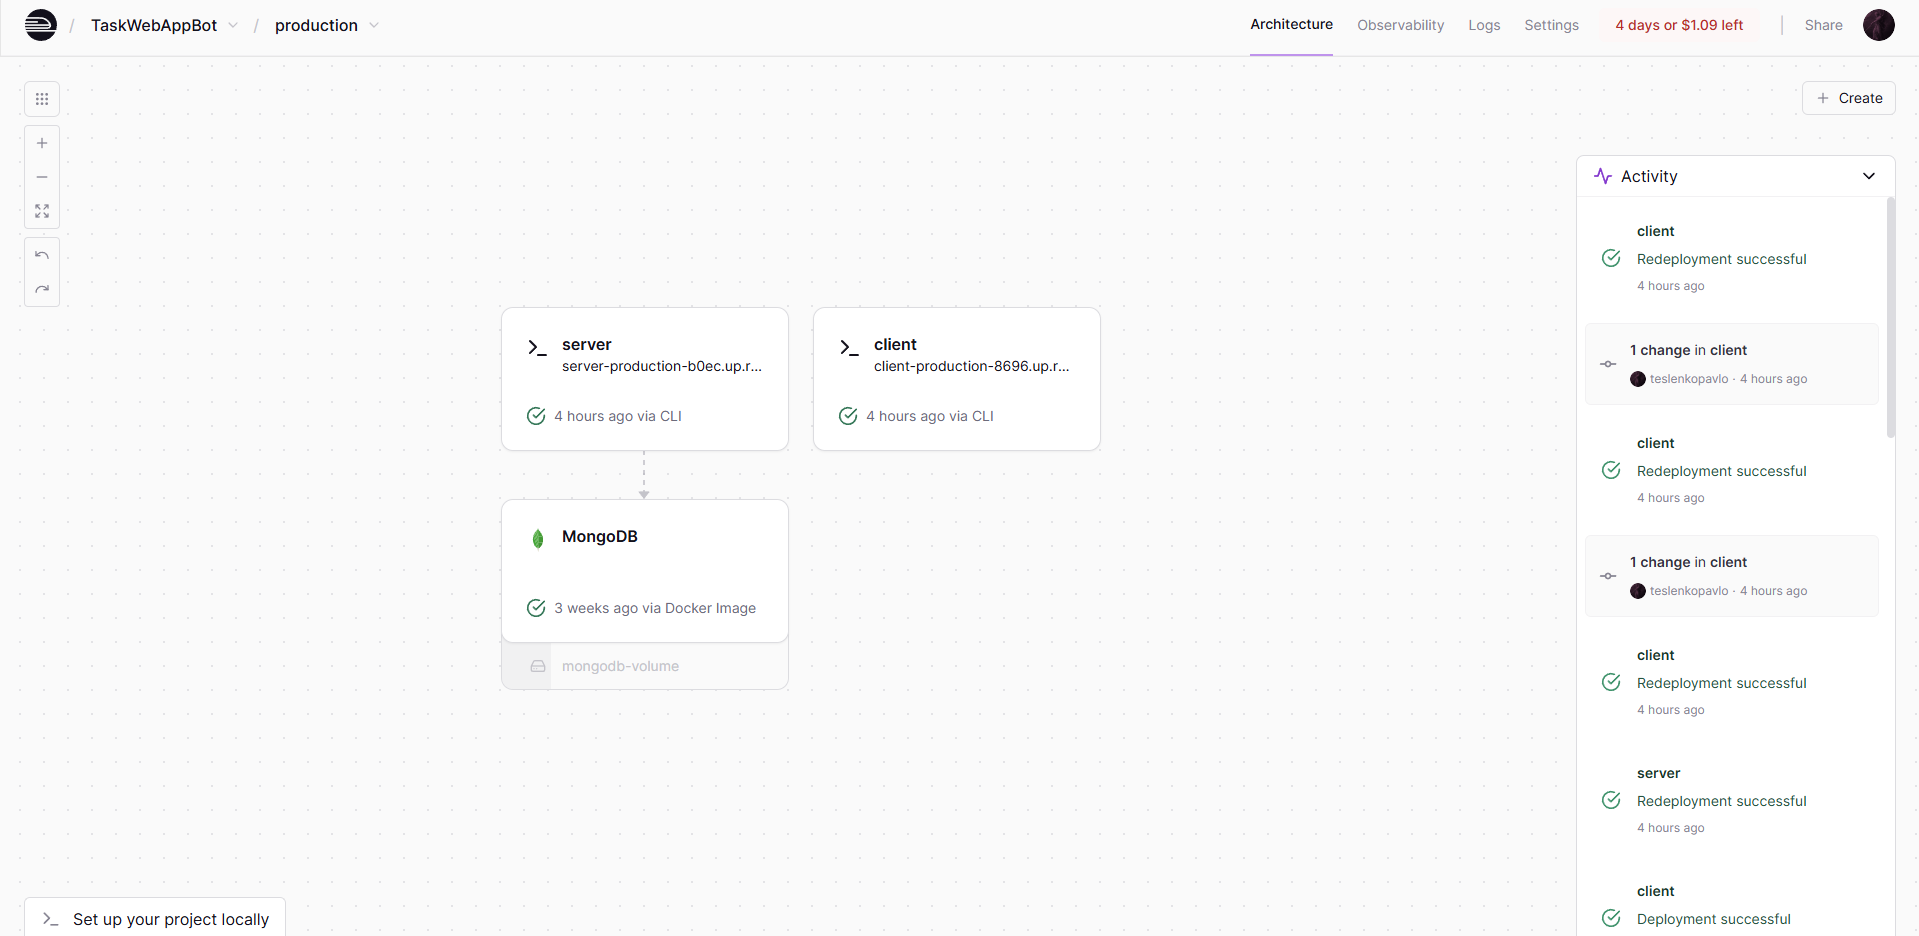 / TaskWebAppBot / production
Architecture Observability Logs Settings 4 days or $1.09 left Share
Create
Activity
client
Redeployment successful
4 hours ago
1 change in client
teslenkopavlo · 4 hours ago
client
Redeployment successful
4 hours ago
1 change in client
teslenkopavlo · 4 hours ago
client
Redeployment successful
4 hours ago
server
Redeployment successful
4 hours ago
client
Deployment successful
server
server-production-b0ec.up.r...
4 hours ago via CLI
client
client-production-8696.up.r...
4 hours ago via CLI
MongoDB
3 weeks ago via Docker Image
mongodb-volume
Set up your project locally